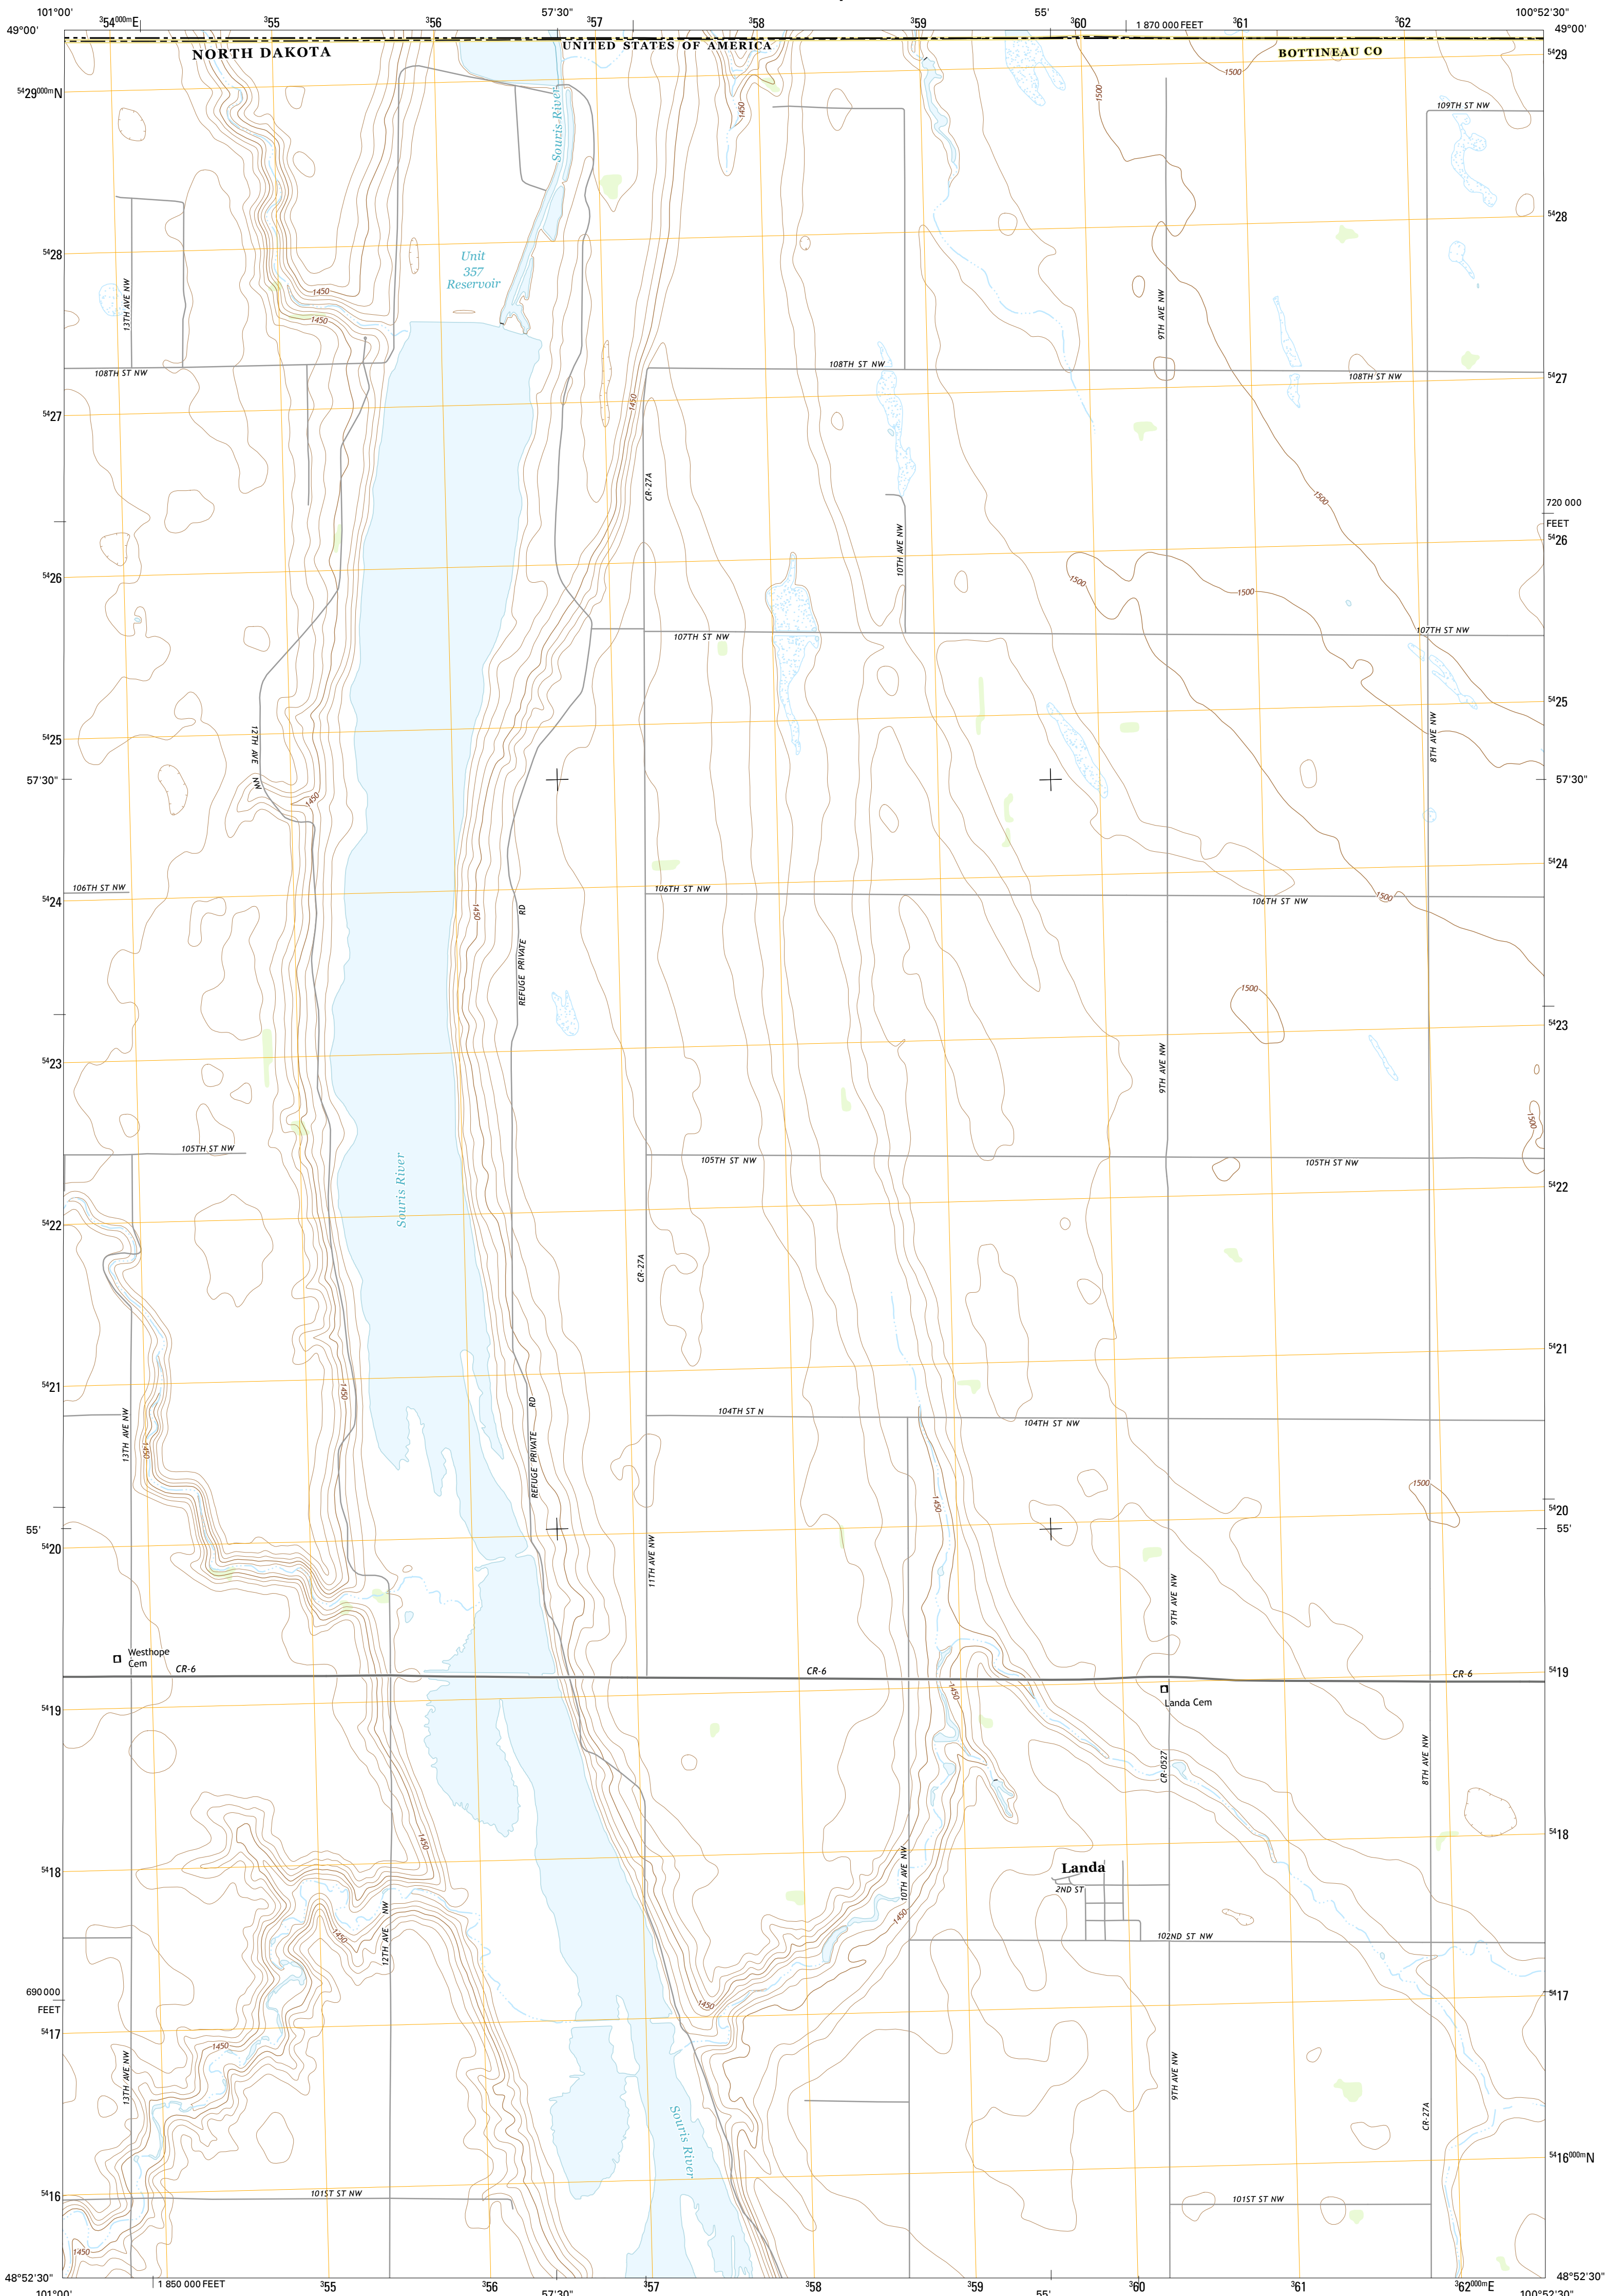 101°00'
³54⁰⁰⁰ᵐE
³55
³56
57'30"
³57
³58
³59
55'
³60
1 870 000 FEET
³61
³62
100°52'30"
49°00'
49°00'
NORTH DAKOTA
UNITED STATES OF AMERICA
BOTTINEAU CO
⁵⁴29
⁵⁴29⁰⁰⁰ᵐN
1500
1500
1450
109TH ST NW
Souris River
⁵⁴28
⁵⁴28
Unit
357
Reservoir
13TH AVE NW
1450
1450
9TH AVE NW
108TH ST NW
108TH ST NW
108TH ST NW
⁵⁴27
⁵⁴27
1450
CR-27A
1500
720 000
FEET
⁵⁴26
10TH AVE NW
⁵⁴26
1500
1500
107TH ST NW
107TH ST NW
⁵⁴25
⁵⁴25
12TH AVE NW
8TH AVE NW
57'30"
57'30"
1450
⁵⁴24
106TH ST NW
106TH ST NW
106TH ST NW
1500
⁵⁴24
1450
REFUGE PRIVATE RD
1500
⁵⁴23
⁵⁴23
9TH AVE NW
1500
105TH ST NW
105TH ST NW
105TH ST NW
Souris River
⁵⁴22
⁵⁴22
CR-27A
⁵⁴21
⁵⁴21
1450
REFUGE PRIVATE RD
104TH ST N
104TH ST NW
13TH AVE NW
1450
1500
1450
⁵⁴20
55'
55'
⁵⁴20
11TH AVE NW
9TH AVE NW
Westhope
Cem
CR-6
CR-6
CR-6
⁵⁴19
1450
Landa Cem
⁵⁴19
CR-0527
8TH AVE NW
1450
⁵⁴18
⁵⁴18
10TH AVE NW
Landa
2ND ST
1450
12TH AVE NW
1450
102ND ST NW
690 000
FEET
1450
⁵⁴17
⁵⁴17
1450
13TH AVE NW
9TH AVE NW
Souris River
CR-27A
⁵⁴16⁰⁰⁰ᵐN
⁵⁴16
101ST ST NW
101ST ST NW
1450
48°52'30"
48°52'30"
101°00'
1 850 000 FEET
³55
³56
57'30"
³57
³58
³59
55'
³60
³61
³62⁰⁰⁰ᵐE
100°52'30"